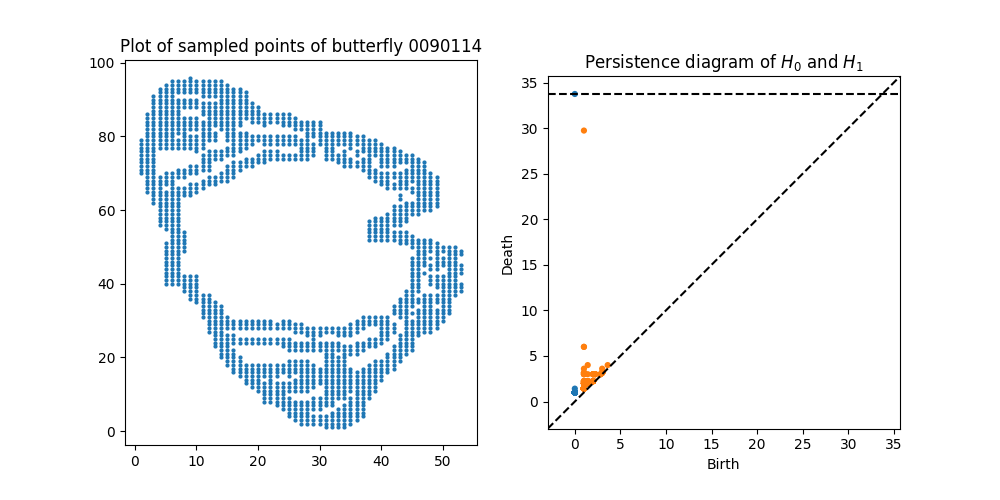 Plot of sampled points of butterfly 0090114
100
80
60
40
20
0
0 10 20 30 40 50
Persistence diagram of H₀ and H₁
35
30
25
20
15
10
5
0
Death
0 5 10 15 20 25 30 35
Birth